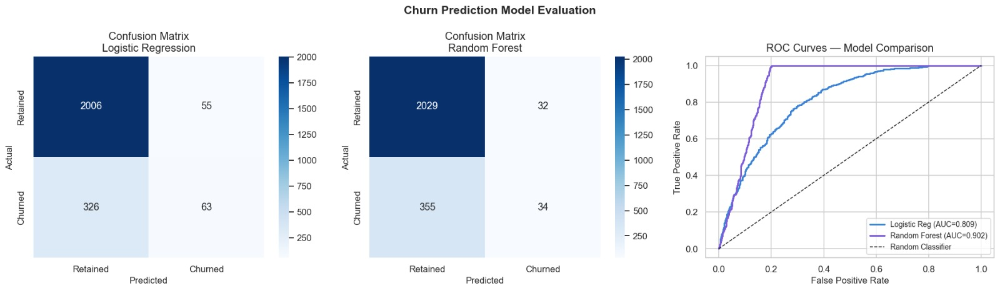 Churn Prediction Model Evaluation
Confusion Matrix
Logistic Regression
Actual
Retained
Churned
2006
55
326
63
Retained
Churned
Predicted
2000
1750
1500
1250
1000
750
500
250
Confusion Matrix
Random Forest
Actual
Retained
Churned
2029
32
355
34
Retained
Churned
Predicted
2000
1750
1500
1250
1000
750
500
250
ROC Curves — Model Comparison
True Positive Rate
1.0
0.8
0.6
0.4
0.2
0.0
Logistic Reg (AUC=0.809)
Random Forest (AUC=0.902)
Random Classifier
0.0
0.2
0.4
0.6
0.8
1.0
False Positive Rate